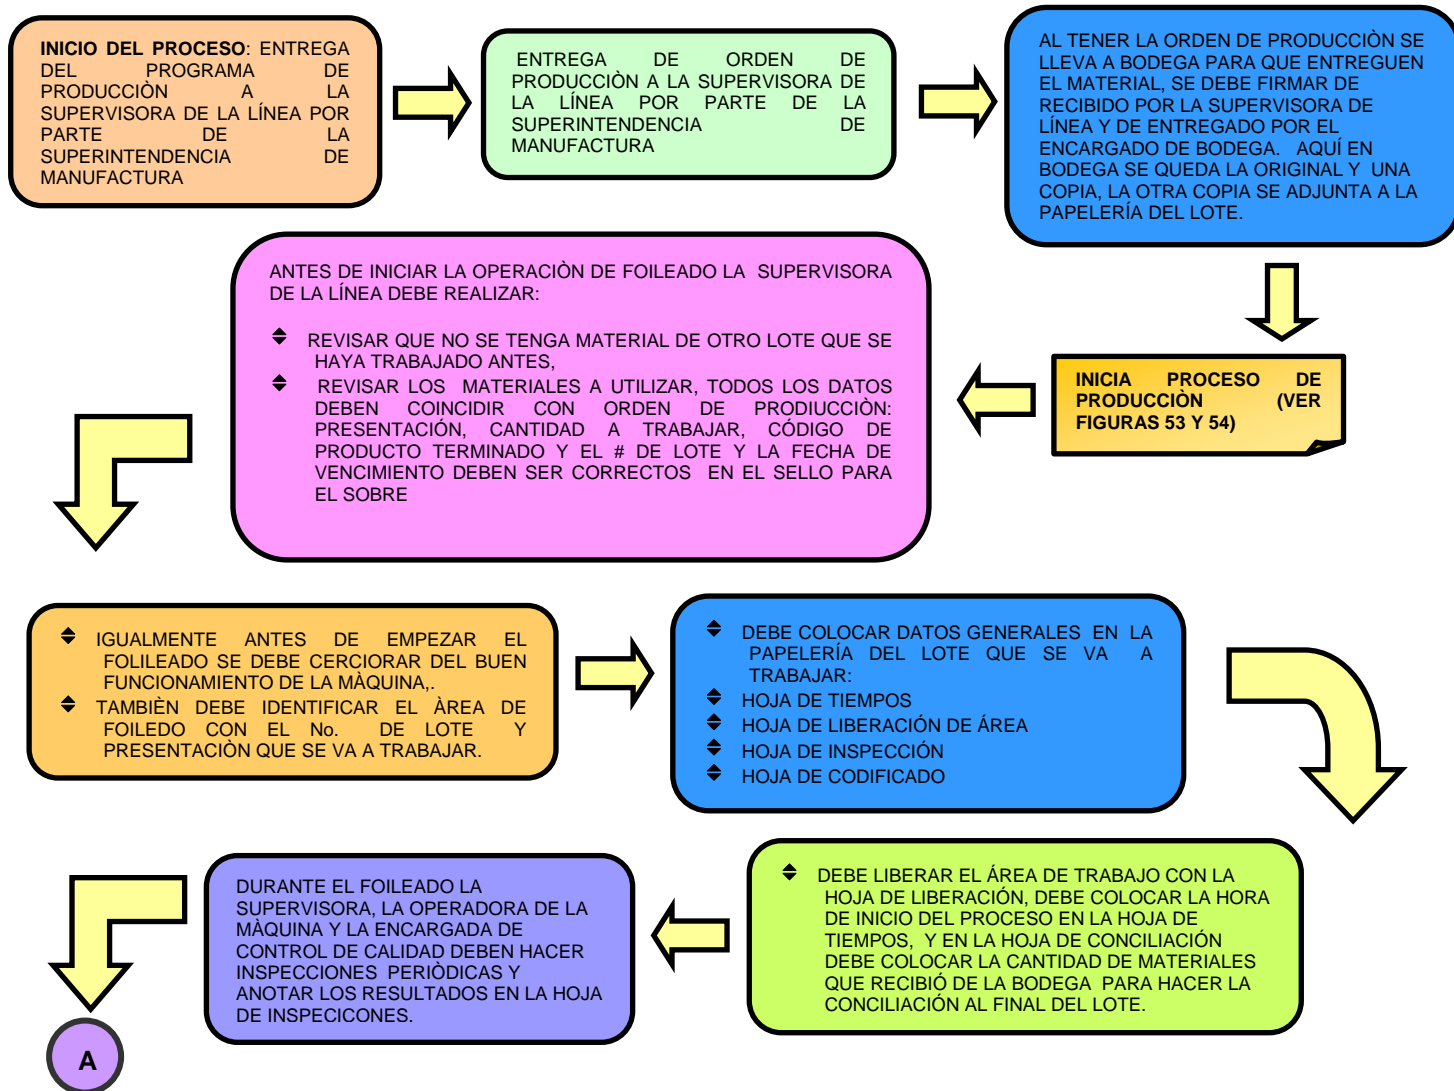 INICIO DEL PROCESO: ENTREGA
DEL PROGRAMA DE
PRODUCCIÒN A LA
SUPERVISORA DE LA LÍNEA POR
PARTE DE LA
SUPERINTENDENCIA DE
MANUFACTURA
ENTREGA DE ORDEN DE
PRODUCCIÒN A LA SUPERVISORA DE
LA LÍNEA POR PARTE DE LA
SUPERINTENDENCIA DE
MANUFACTURA
AL TENER LA ORDEN DE PRODUCCIÒN SE
LLEVA A BODEGA PARA QUE ENTREGUEN
EL MATERIAL, SE DEBE FIRMAR DE
RECIBIDO POR LA SUPERVISORA DE
LÍNEA Y DE ENTREGADO POR EL
ENCARGADO DE BODEGA. AQUÍ EN
BODEGA SE QUEDA LA ORIGINAL Y UNA
COPIA, LA OTRA COPIA SE ADJUNTA A LA
PAPELERÍA DEL LOTE.
INICIA PROCESO DE
PRODUCCIÒN (VER
FIGURAS 53 Y 54)
ANTES DE INICIAR LA OPERACIÒN DE FOILEADO LA SUPERVISORA
DE LA LÍNEA DEBE REALIZAR:
REVISAR QUE NO SE TENGA MATERIAL DE OTRO LOTE QUE SE
HAYA TRABAJADO ANTES,
REVISAR LOS MATERIALES A UTILIZAR, TODOS LOS DATOS
DEBEN COINCIDIR CON ORDEN DE PRODIUCCIÒN:
PRESENTACIÓN, CANTIDAD A TRABAJAR, CÓDIGO DE
PRODUCTO TERMINADO Y EL # DE LOTE Y LA FECHA DE
VENCIMIENTO DEBEN SER CORRECTOS EN EL SELLO PARA
EL SOBRE
IGUALMENTE ANTES DE EMPEZAR EL
FOLILEADO SE DEBE CERCIORAR DEL BUEN
FUNCIONAMIENTO DE LA MÀQUINA,.
TAMBIÈN DEBE IDENTIFICAR EL ÀREA DE
FOILEDO CON EL No. DE LOTE Y
PRESENTACIÒN QUE SE VA A TRABAJAR.
DEBE COLOCAR DATOS GENERALES EN LA
PAPELERÍA DEL LOTE QUE SE VA A
TRABAJAR:
HOJA DE TIEMPOS
HOJA DE LIBERACIÓN DE ÁREA
HOJA DE INSPECCIÓN
HOJA DE CODIFICADO
DEBE LIBERAR EL ÁREA DE TRABAJO CON LA
HOJA DE LIBERACIÓN, DEBE COLOCAR LA HORA
DE INICIO DEL PROCESO EN LA HOJA DE
TIEMPOS, Y EN LA HOJA DE CONCILIACIÓN
DEBE COLOCAR LA CANTIDAD DE MATERIALES
QUE RECIBIÓ DE LA BODEGA PARA HACER LA
CONCILIACIÓN AL FINAL DEL LOTE.
DURANTE EL FOILEADO LA
SUPERVISORA, LA OPERADORA DE LA
MÀQUINA Y LA ENCARGADA DE
CONTROL DE CALIDAD DEBEN HACER
INSPECCIONES PERIÒDICAS Y
ANOTAR LOS RESULTADOS EN LA HOJA
DE INSPECICONES.
A